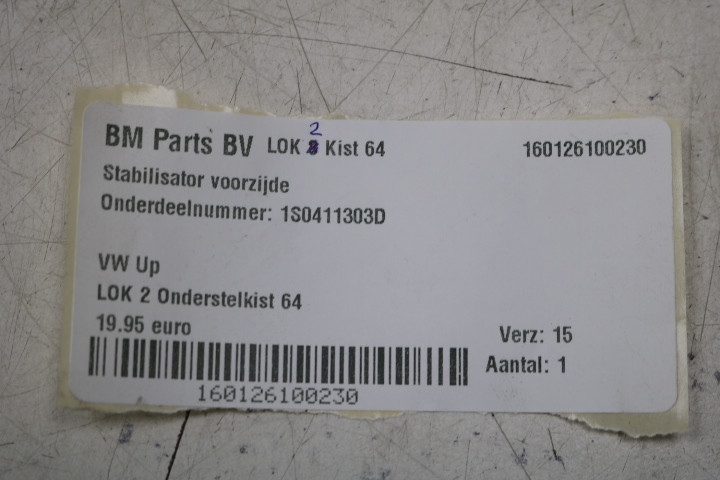 BM Parts BV LOK 2 Kist 64 160126100230
Stabilisator voorzijde
Onderdeelnummer: 1S0411303D
VW Up
LOK 2 Onderstelkist 64
19.95 euro
Verz: 15
Aantal: 1
160126100230